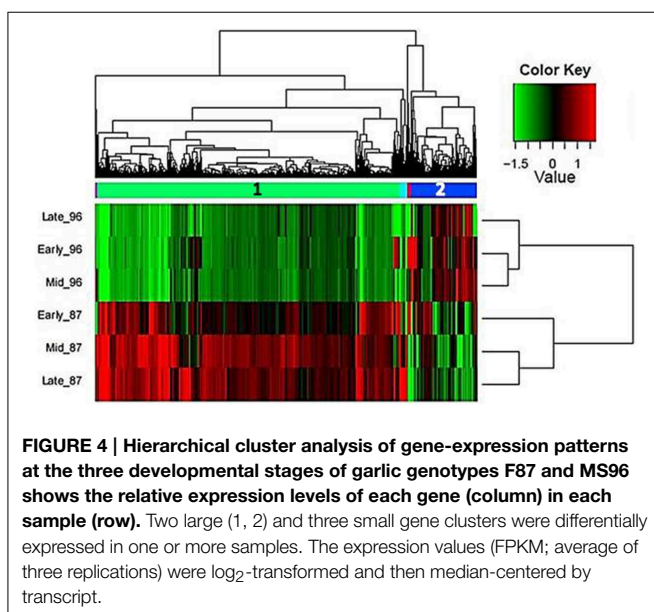 Color Key
-1.5 0 1
Value
1 2
Late_96
Early_96
Mid_96
Early_87
Mid_87
Late_87
FIGURE 4 | Hierarchical cluster analysis of gene-expression patterns
at the three developmental stages of garlic genotypes F87 and MS96
shows the relative expression levels of each gene (column) in each
sample (row). Two large (1, 2) and three small gene clusters were differentially
expressed in one or more samples. The expression values (FPKM; average of
three replications) were log₂-transformed and then median-centered by
transcript.